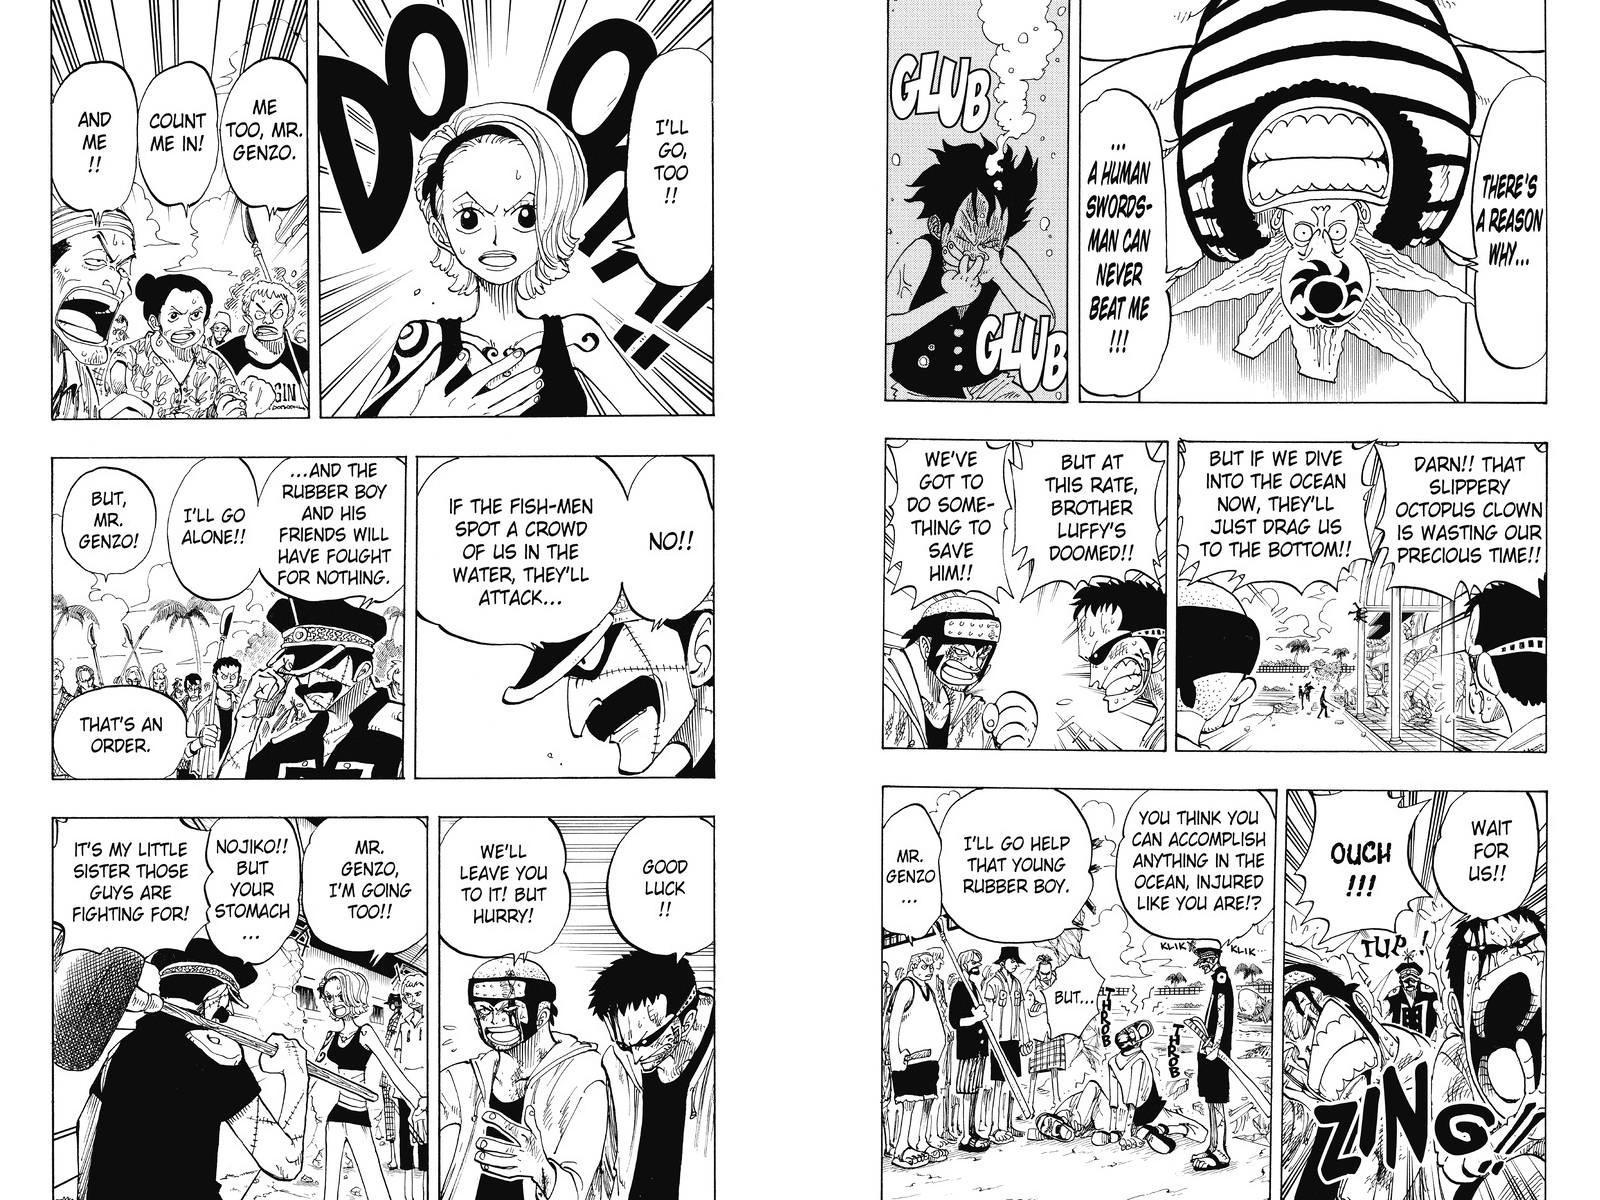 THERE'S
A REASON
WHY...
...
A HUMAN
SWORDS-
MAN CAN
NEVER
BEAT ME
!!!
GLUB
GLUB
DARN!! THAT
SLIPPERY
OCTOPUS CLOWN
IS WASTING OUR
PRECIOUS TIME!!
BUT IF WE DIVE
INTO THE OCEAN
NOW, THEY'LL
JUST DRAG US
TO THE BOTTOM!!
BUT AT
THIS RATE,
BROTHER
LUFFY'S
DOOMED!!
WE'VE
GOT TO
DO SOME-
THING TO
SAVE
HIM!!
WAIT
FOR
US!!
OUCH
!!!
TUP!
ZING!!
YOU THINK YOU
CAN ACCOMPLISH
ANYTHING IN THE
OCEAN, INJURED
LIKE YOU ARE!?
KLIK
KLIK...
I'LL GO HELP
THAT YOUNG
RUBBER BOY.
BUT...
THROB
THROB
MR.
GENZO
...
I'LL
GO,
TOO
!!
DOOM!!
ME
TOO, MR.
GENZO.
COUNT
ME IN!
AND
ME
!!
GIN
NO!!
IF THE FISH-MEN
SPOT A CROWD
OF US IN THE
WATER, THEY'LL
ATTACK...
...AND THE
RUBBER BOY
AND HIS
FRIENDS WILL
HAVE FOUGHT
FOR NOTHING.
I'LL GO
ALONE!!
BUT,
MR.
GENZO!
THAT'S AN
ORDER.
GOOD
LUCK
!!
WE'LL
LEAVE YOU
TO IT! BUT
HURRY!
MR.
GENZO,
I'M GOING
TOO!!
NOJIKO!!
BUT
YOUR
STOMACH
...
IT'S MY LITTLE
SISTER THOSE
GUYS ARE
FIGHTING FOR!